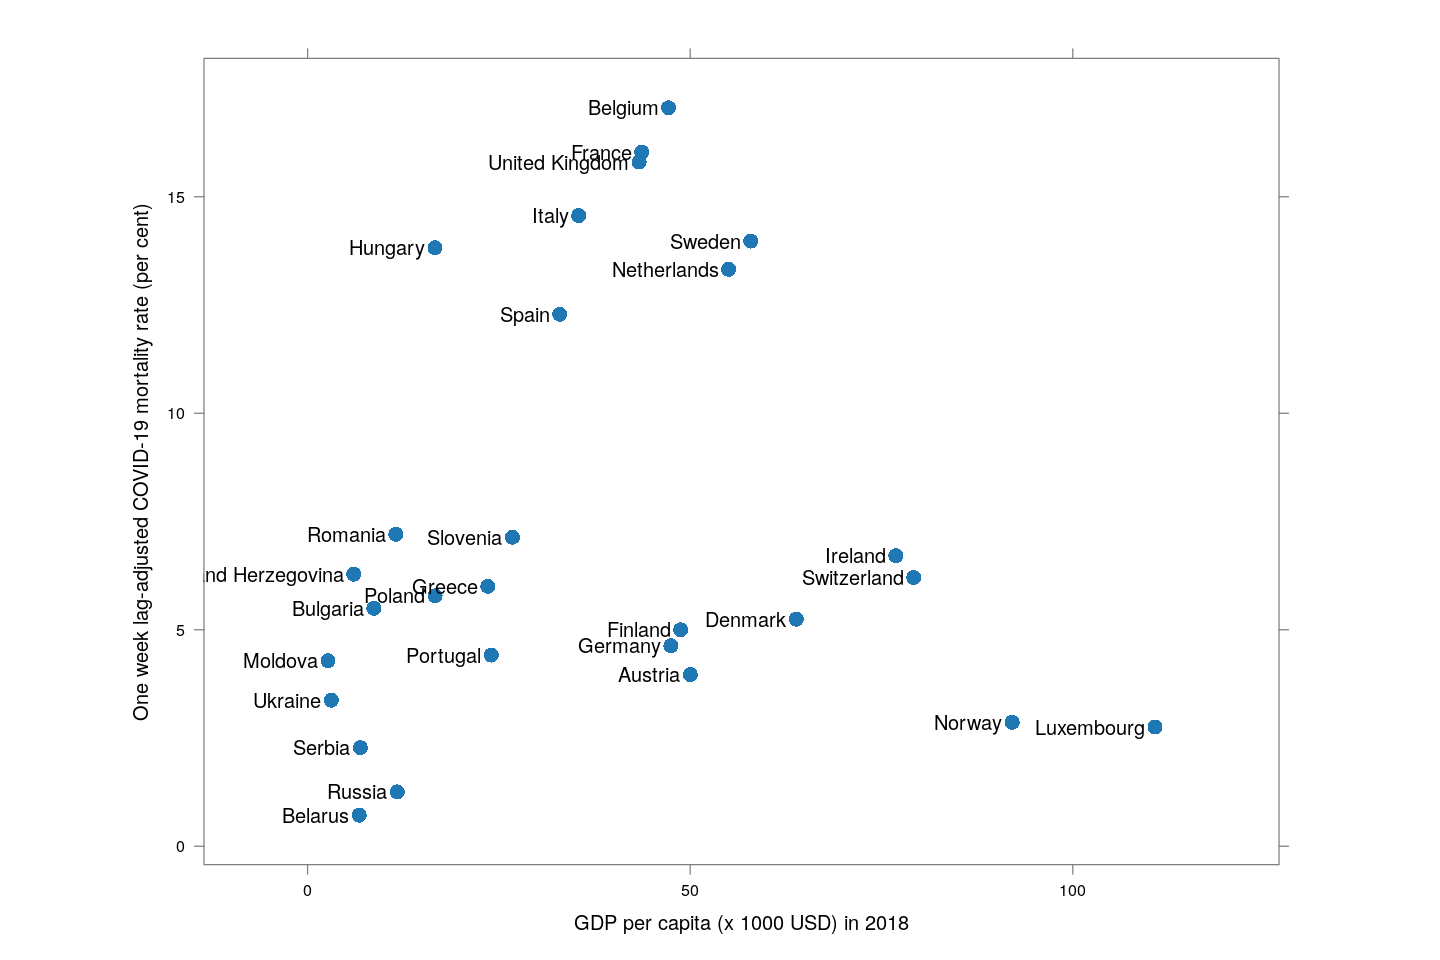 Belgium
France
United Kingdom
Italy
Sweden
Hungary
Netherlands
Spain
Romania
Slovenia
Ireland
nd Herzegovina
Switzerland
Greece
Poland
Bulgaria
Denmark
Finland
Germany
Portugal
Moldova
Austria
Ukraine
Norway
Luxembourg
Serbia
Russia
Belarus
15
10
5
0
One week lag-adjusted COVID-19 mortality rate (per cent)
0 50 100
GDP per capita (x 1000 USD) in 2018